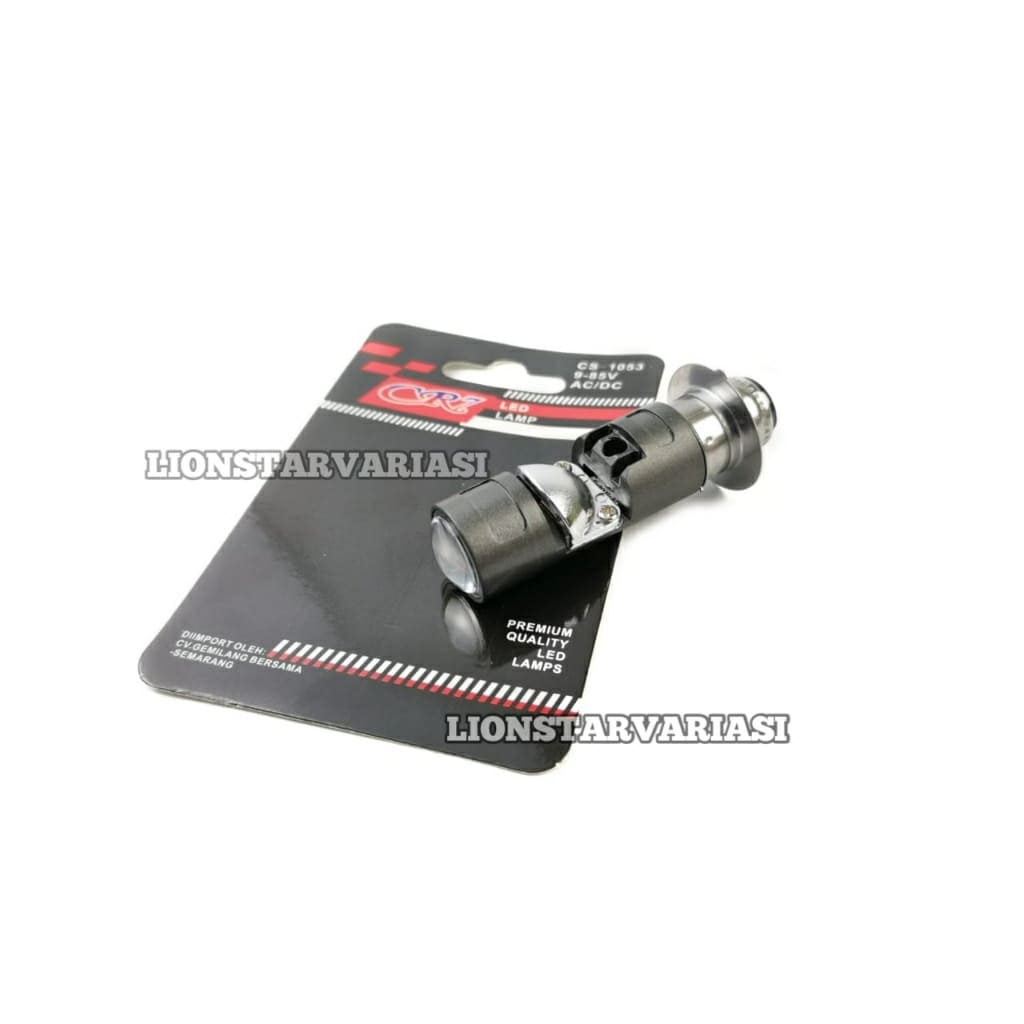 CS-1053
9-85V
AC/DC
CR7
LED
LAMP
LIONSTARVARIASI
PREMIUM
QUALITY
LED
LAMPS
DIIMPORT OLEH:
CV.GEMILANG BERSAMA
-SEMARANG
LIONSTARVARIASI